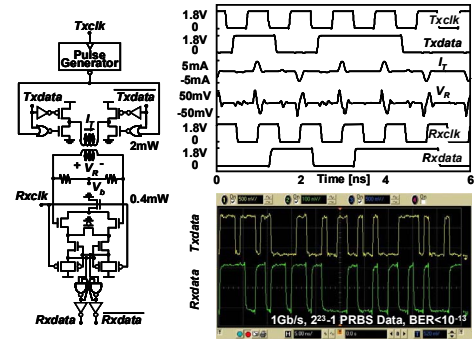 Txclk
Pulse
Generator
Txdata
Txdata
I_T
2mW
+ V_R -
V_b
Rxclk
0.4mW
Rxdata
Rxdata
1.8V
0
Txclk
1.8V
0
Txdata
5mA
-5mA
I_T
50mV
-50mV
V_R
1.8V
0
Rxclk
1.8V
0
Rxdata
0
2
Time [ns]
4
6
Txdata
Rxdata
1Gb/s, 2^23-1 PRBS Data, BER<10^-13